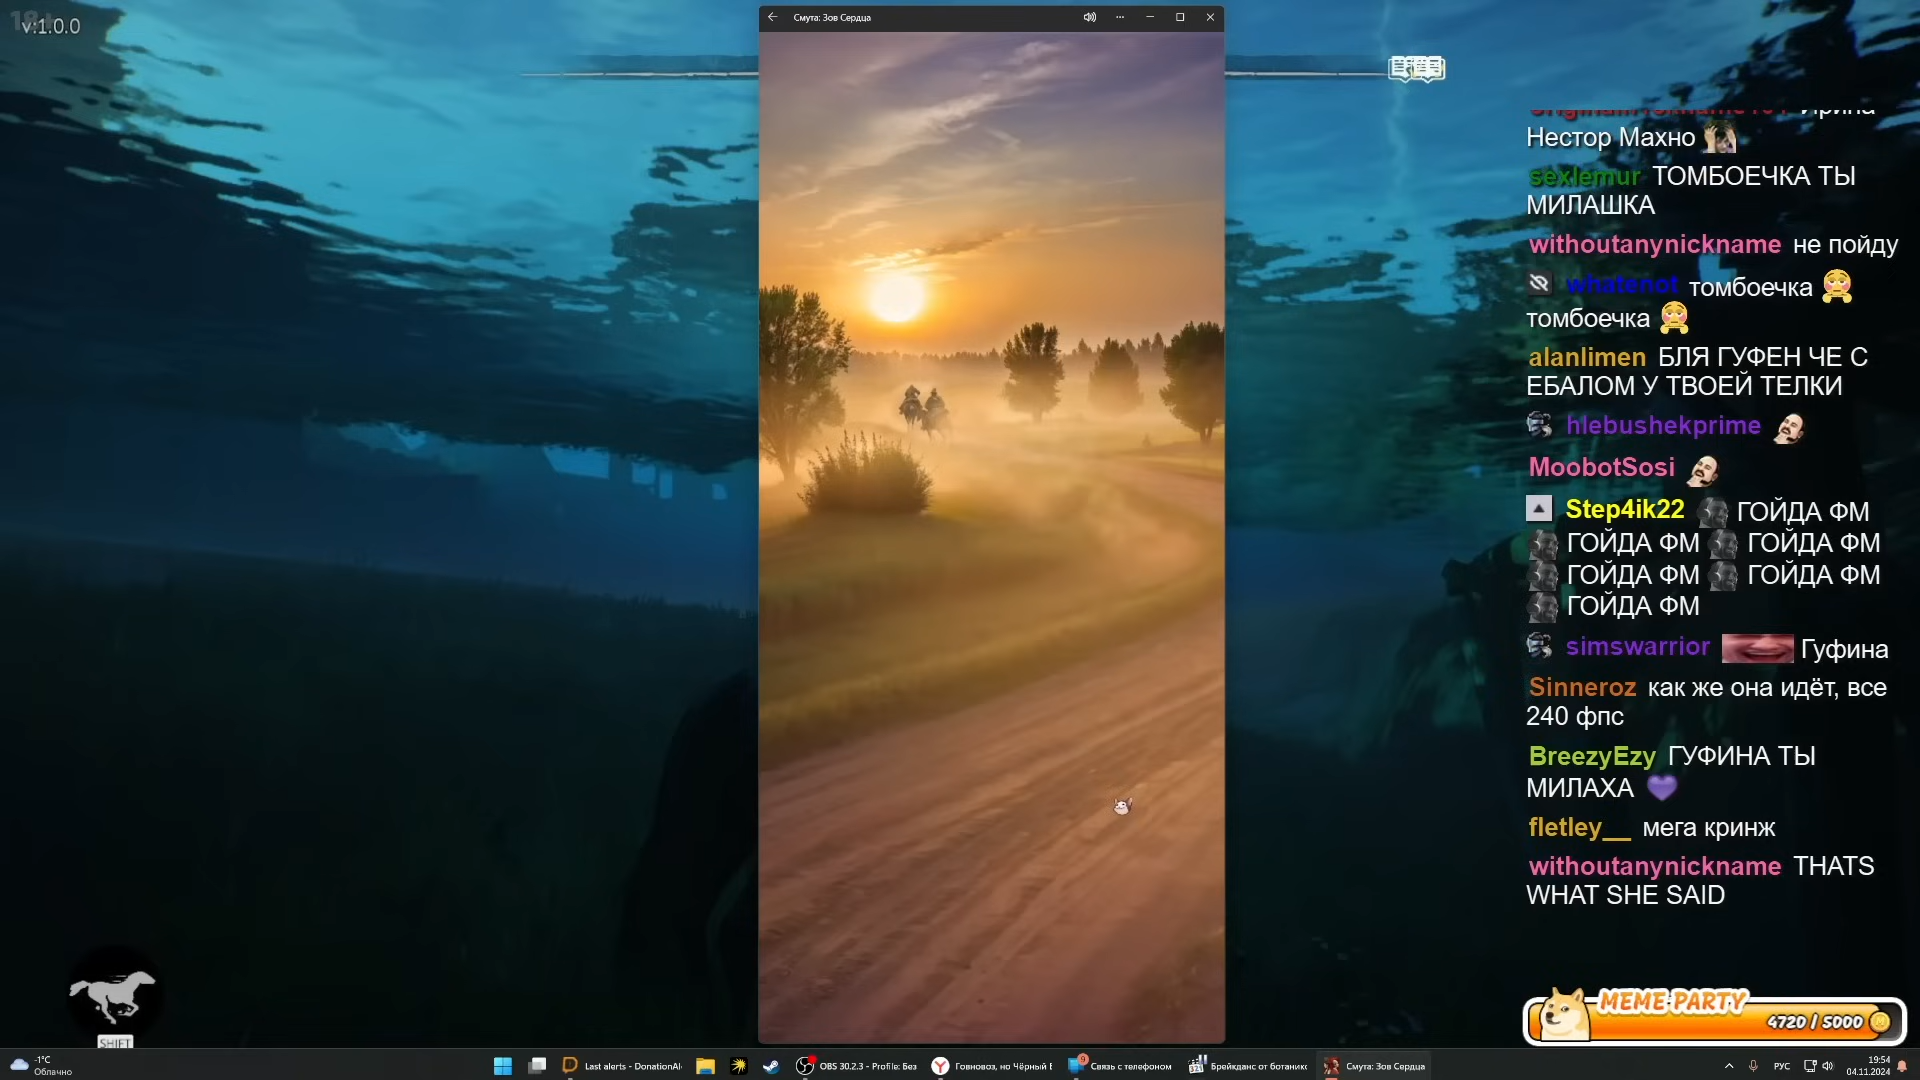 v:1.0.0
Смута: Зов Сердца
Нестор Махно
sexlemur ТОМБОЕЧКА ТЫ
МИЛАШКА
withoutanynickname не пойду
whatenot томбоечка
томбоечка
alanlimen БЛЯ ГУФЕН ЧЕ С
ЕБАЛОМ У ТВОЕЙ ТЕЛКИ
hlebushekprime
MoobotSosi
Step4ik22 ГОЙДА ФМ
ГОЙДА ФМ ГОЙДА ФМ
ГОЙДА ФМ ГОЙДА ФМ
ГОЙДА ФМ
simswarrior Гуфина
Sinneroz как же она идёт, все
240 фпс
BreezyEzy ГУФИНА ТЫ
МИЛАХА
fletley__ мега кринж
withoutanynickname THATS
WHAT SHE SAID
MEME PARTY
4720 / 5000
SHIFT
-1°C
Облачно
Last alerts - DonationAl
OBS 30.2.3 - Profile: Без
Говновоз, но Чёрный Е
9
Связь с телефоном
Брейкданс от ботаник
Смута: Зов Сердца
РУС
19:54
04.11.2024